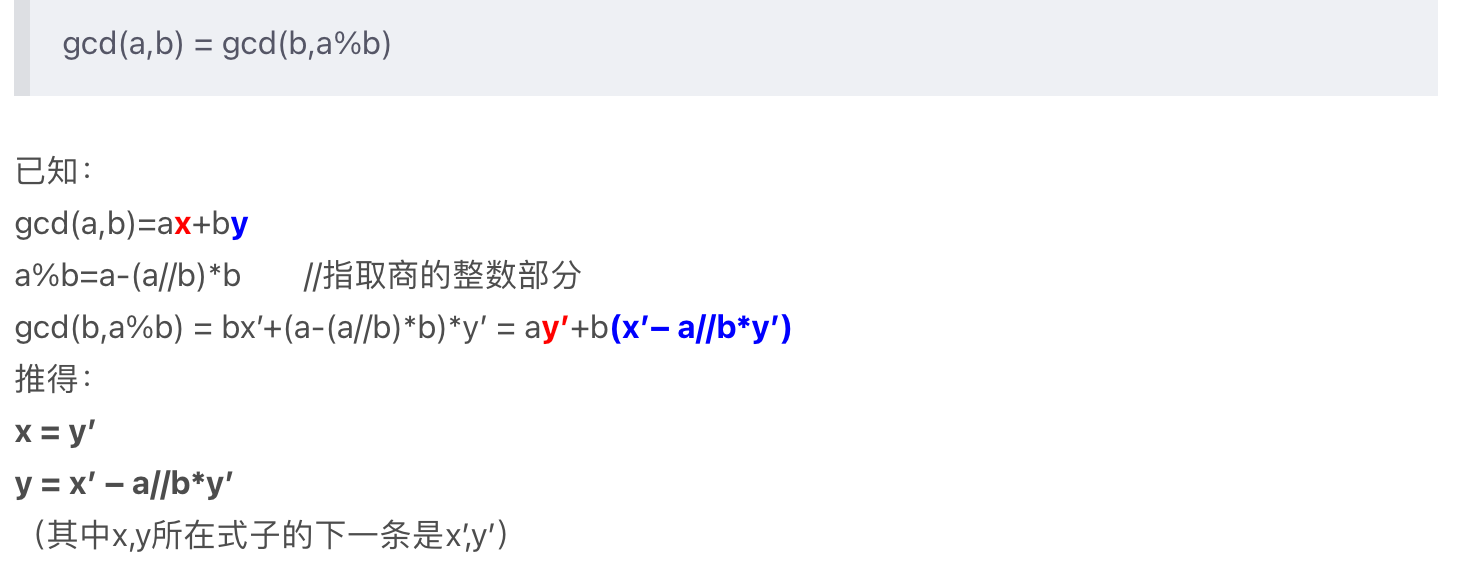 gcd(a,b) = gcd(b,a%b)
已知：
gcd(a,b)=ax+by
a%b=a-(a//b)*b //指取商的整数部分
gcd(b,a%b) = bx′+(a-(a//b)*b)*y′ = ay′+b(x′– a//b*y′)
推得：
x = y′
y = x′ – a//b*y′
（其中x,y所在式子的下一条是x′,y′）